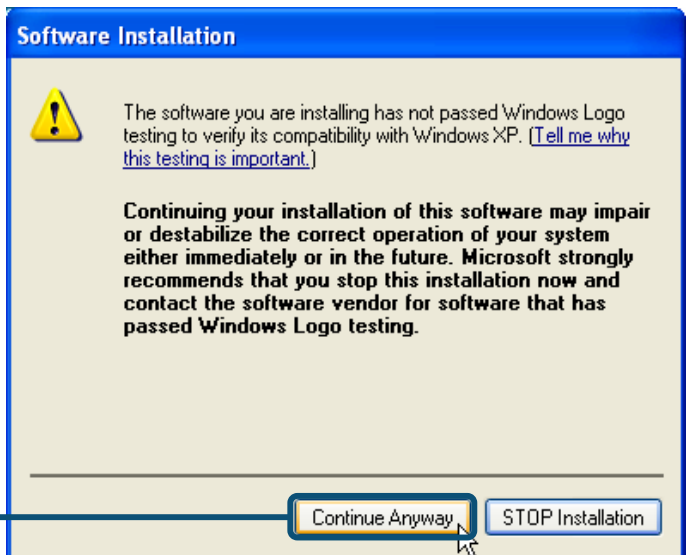 Software Installation
The software you are installing has not passed Windows Logo
testing to verify its compatibility with Windows XP. (Tell me why
this testing is important.)
Continuing your installation of this software may impair
or destabilize the correct operation of your system
either immediately or in the future. Microsoft strongly
recommends that you stop this installation now and
contact the software vendor for software that has
passed Windows Logo testing.
Continue Anyway STOP Installation